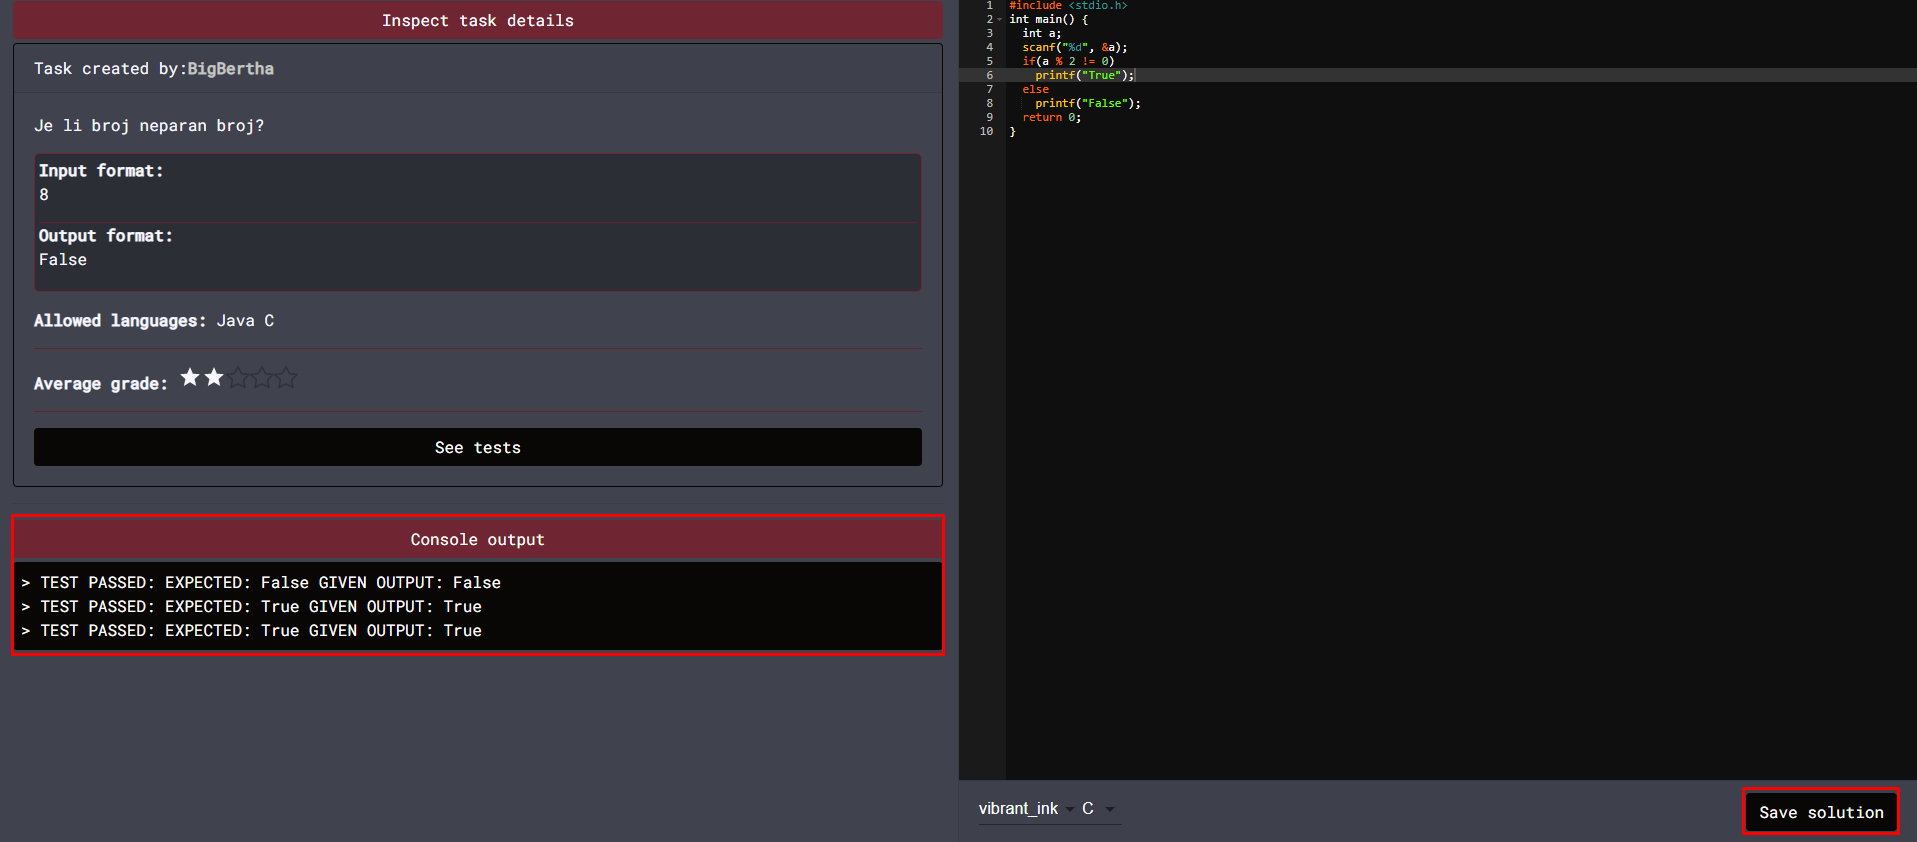 Inspect task details
Task created by:BigBertha
Je li broj neparan broj?
Input format:
8
Output format:
False
Allowed languages: Java C
Average grade:
See tests
Console output
> TEST PASSED: EXPECTED: False GIVEN OUTPUT: False
> TEST PASSED: EXPECTED: True GIVEN OUTPUT: True
> TEST PASSED: EXPECTED: True GIVEN OUTPUT: True
1 #include <stdio.h>
2 int main() {
3 int a;
4 scanf("%d", &a);
5 if(a % 2 != 0)
6 printf("True");
7 else
8 printf("False");
9 return 0;
10 }
vibrant_ink C
Save solution